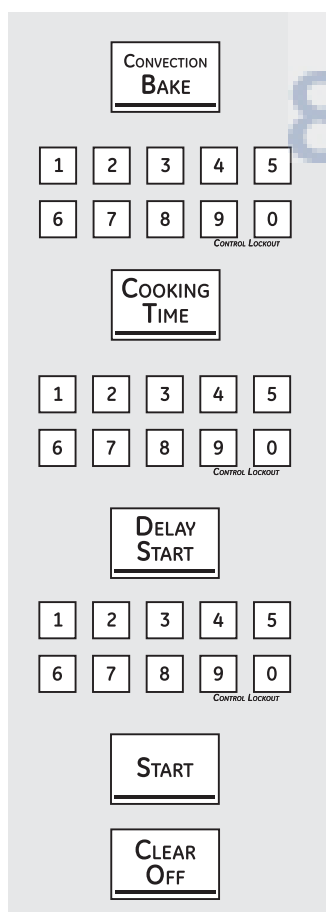 CONVECTION
BAKE
1 2 3 4 5
6 7 8 9 0
CONTROL LOCKOUT
COOKING
TIME
1 2 3 4 5
6 7 8 9 0
CONTROL LOCKOUT
DELAY
START
1 2 3 4 5
6 7 8 9 0
CONTROL LOCKOUT
START
CLEAR
OFF